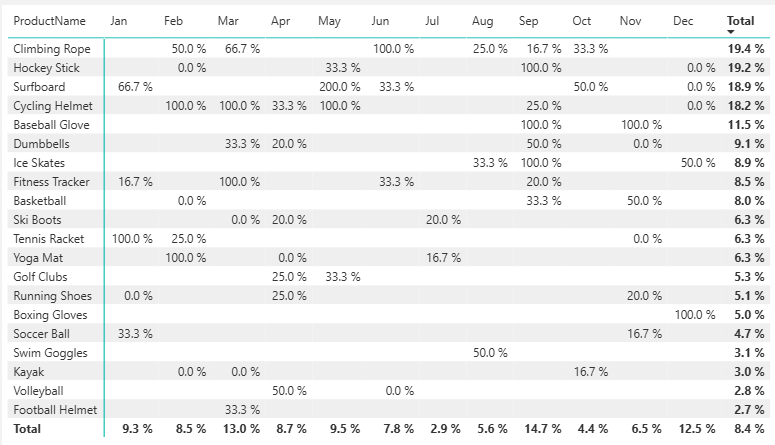 ProductName Jan Feb Mar Apr May Jun Jul Aug Sep Oct Nov Dec Total
Climbing Rope 50.0 % 66.7 % 100.0 % 25.0 % 16.7 % 33.3 % 19.4 %
Hockey Stick 0.0 % 33.3 % 100.0 % 0.0 % 19.2 %
Surfboard 66.7 % 200.0 % 33.3 % 50.0 % 0.0 % 18.9 %
Cycling Helmet 100.0 % 100.0 % 33.3 % 100.0 % 25.0 % 0.0 % 18.2 %
Baseball Glove 100.0 % 100.0 % 11.5 %
Dumbbells 33.3 % 20.0 % 50.0 % 0.0 % 9.1 %
Ice Skates 33.3 % 100.0 % 50.0 % 8.9 %
Fitness Tracker 16.7 % 100.0 % 33.3 % 20.0 % 8.5 %
Basketball 0.0 % 33.3 % 50.0 % 8.0 %
Ski Boots 0.0 % 20.0 % 20.0 % 6.3 %
Tennis Racket 100.0 % 25.0 % 0.0 % 6.3 %
Yoga Mat 100.0 % 0.0 % 16.7 % 6.3 %
Golf Clubs 25.0 % 33.3 % 5.3 %
Running Shoes 0.0 % 25.0 % 20.0 % 5.1 %
Boxing Gloves 100.0 % 5.0 %
Soccer Ball 33.3 % 16.7 % 4.7 %
Swim Goggles 50.0 % 3.1 %
Kayak 0.0 % 0.0 % 16.7 % 3.0 %
Volleyball 50.0 % 0.0 % 2.8 %
Football Helmet 33.3 % 2.7 %
Total 9.3 % 8.5 % 13.0 % 8.7 % 9.5 % 7.8 % 2.9 % 5.6 % 14.7 % 4.4 % 6.5 % 12.5 % 8.4 %